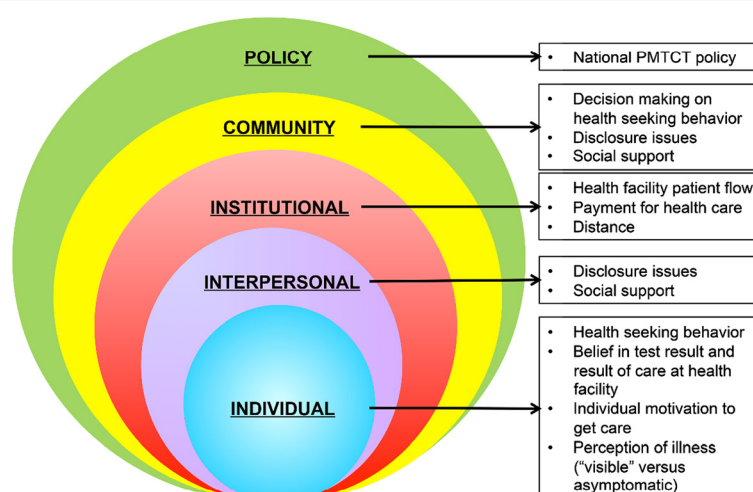 POLICY
• National PMTCT policy
COMMUNITY
• Decision making on
health seeking behavior
• Disclosure issues
• Social support
INSTITUTIONAL
• Health facility patient flow
• Payment for health care
• Distance
INTERPERSONAL
• Disclosure issues
• Social support
INDIVIDUAL
• Health seeking behavior
• Belief in test result and
result of care at health
facility
• Individual motivation to
get care
• Perception of illness
("visible" versus
asymptomatic)